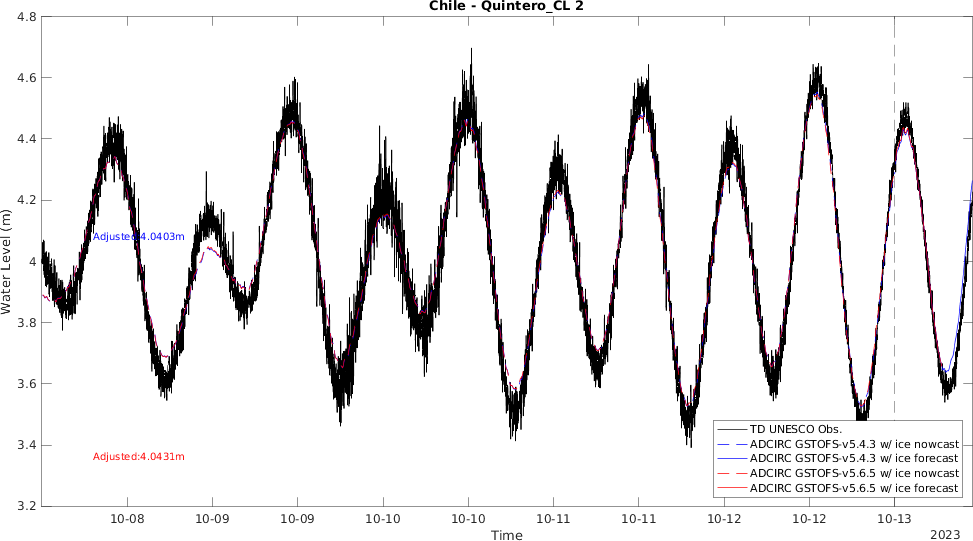 Chile - Quintero_CL 2
4.8
4.6
4.4
4.2
4
3.8
3.6
3.4
3.2
Water Level (m)
Adjusted:4.0403m
Adjusted:4.0431m
TD UNESCO Obs.
ADCIRC GSTOFS-v5.4.3 w/ ice nowcast
ADCIRC GSTOFS-v5.4.3 w/ ice forecast
ADCIRC GSTOFS-v5.6.5 w/ ice nowcast
ADCIRC GSTOFS-v5.6.5 w/ ice forecast
10-08 10-09 10-09 10-10 10-10 10-11 10-11 10-12 10-12 10-13
Time
2023